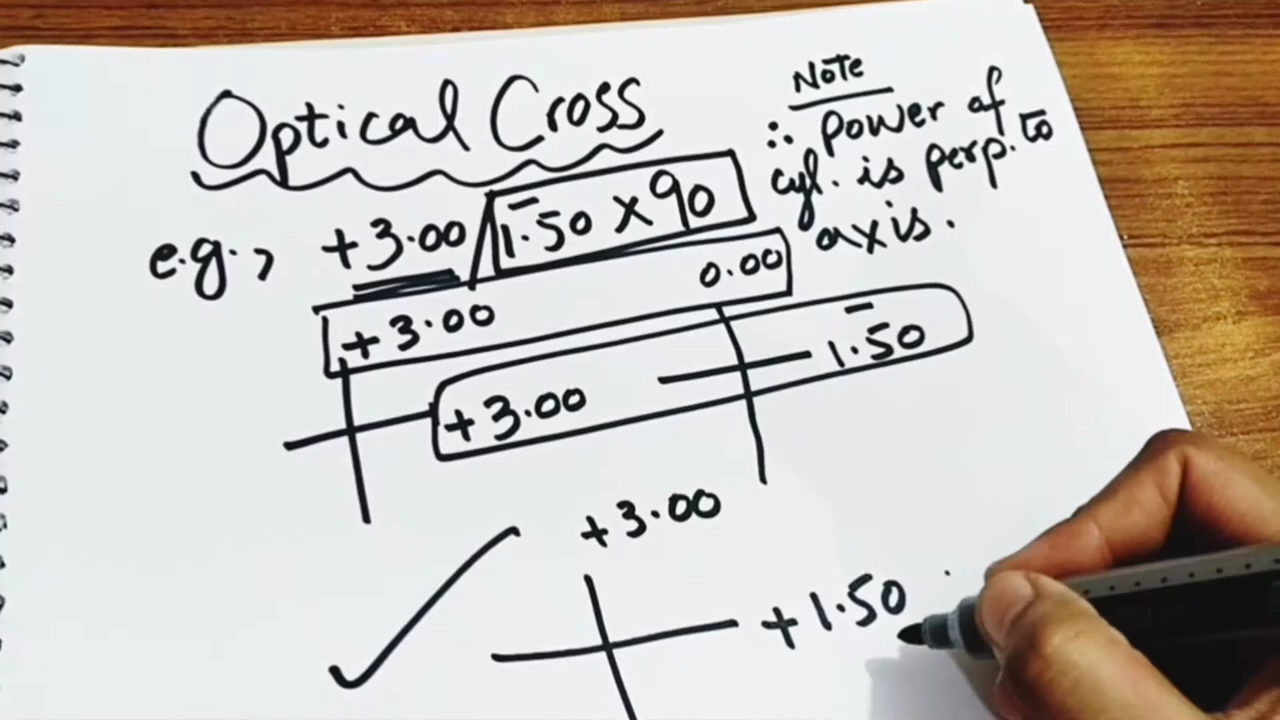 Optical Cross
Note
∴ power of
cyl. is perp. to
axis.
e.g., +3.00 / -1.50 x 90
+3.00 0.00
+3.00 -1.50
+3.00
+1.50